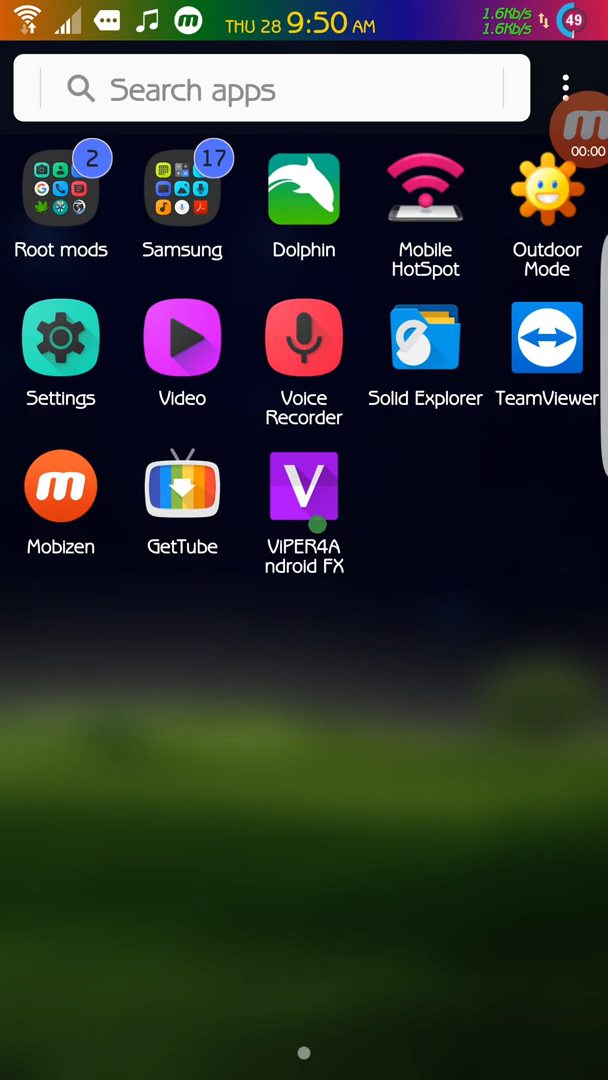 THU 28 9:50 AM
1.6Kb/s
1.6Kb/s
49
Search apps
00:00
2
17
Root mods
Samsung
Dolphin
Mobile
HotSpot
Outdoor
Mode
Settings
Video
Voice
Recorder
Solid Explorer
TeamViewer
Mobizen
GetTube
V
ViPER4A
ndroid FX